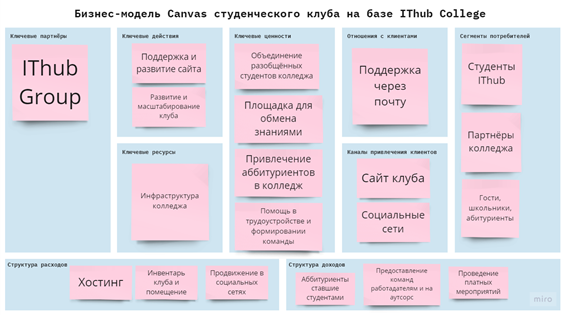 Бизнес-модель Canvas студенческого клуба на базе IThub College
Ключевые партнёры
IThub
Group
Ключевые действия
Поддержка и
развитие сайта
Развитие и
масштабирование
клуба
Ключевые ресурсы
Инфраструктура
колледжа
Ключевые ценности
Объединение
разобщённых
студентов колледжа
Площадка для
обмена
знаниями
Привлечение
аббитуриентов
в колледж
Помощь в
трудоустройстве и
формировании
команды
Отношения с клиентами
Поддержка
через
почту
Каналы привлечения клиентов
Сайт клуба
Социальные
сети
Сегменты потребителей
Студенты
IThub
Партнёры
колледжа
Гости,
школьники,
абитуриенты
Структура расходов
Хостинг
Инвентарь
клуба и
помещение
Продвижение в
социальных
сетях
Структура доходов
Аббитуриенты
ставшие
студентами
Предоставление
команд
работадателям и на
аутсорс
Проведение
платных
мероприятий
miro